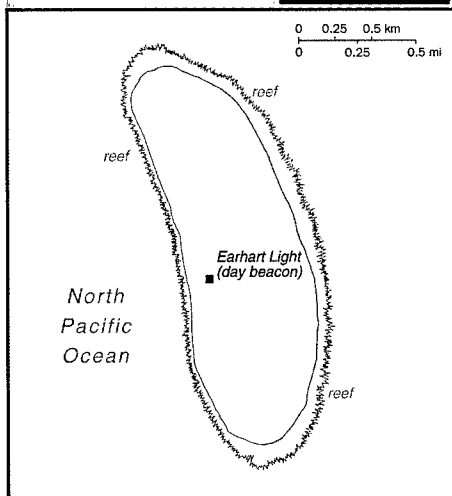 0 0.25 0.5 km
0 0.25 0.5 mi
reef
reef
Earhart Light
(day beacon)
North
Pacific
Ocean
reef